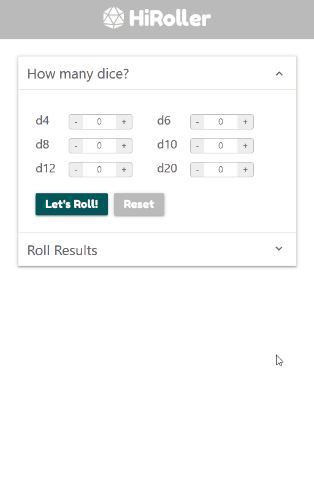 HiRoller
How many dice?
d4 - 0 + d6 - 0 +
d8 - 0 + d10 - 0 +
d12 - 0 + d20 - 0 +
Let's Roll! Reset
Roll Results